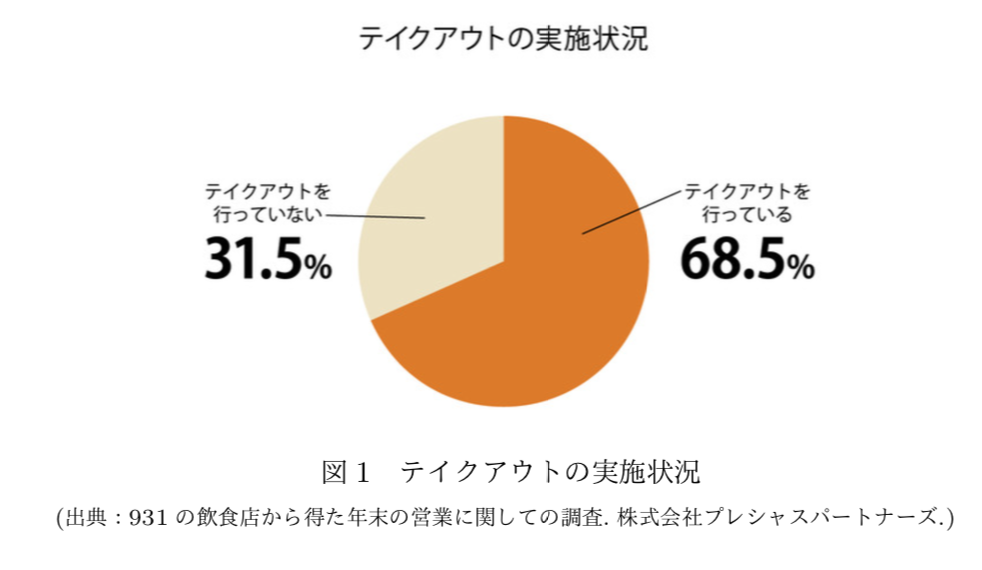 テイクアウトの実施状況
テイクアウトを
行っていない
31.5%
テイクアウトを
行っている
68.5%
図1　テイクアウトの実施状況
(出典：931の飲食店から得た年末の営業に関しての調査. 株式会社プレシャスパートナーズ.)